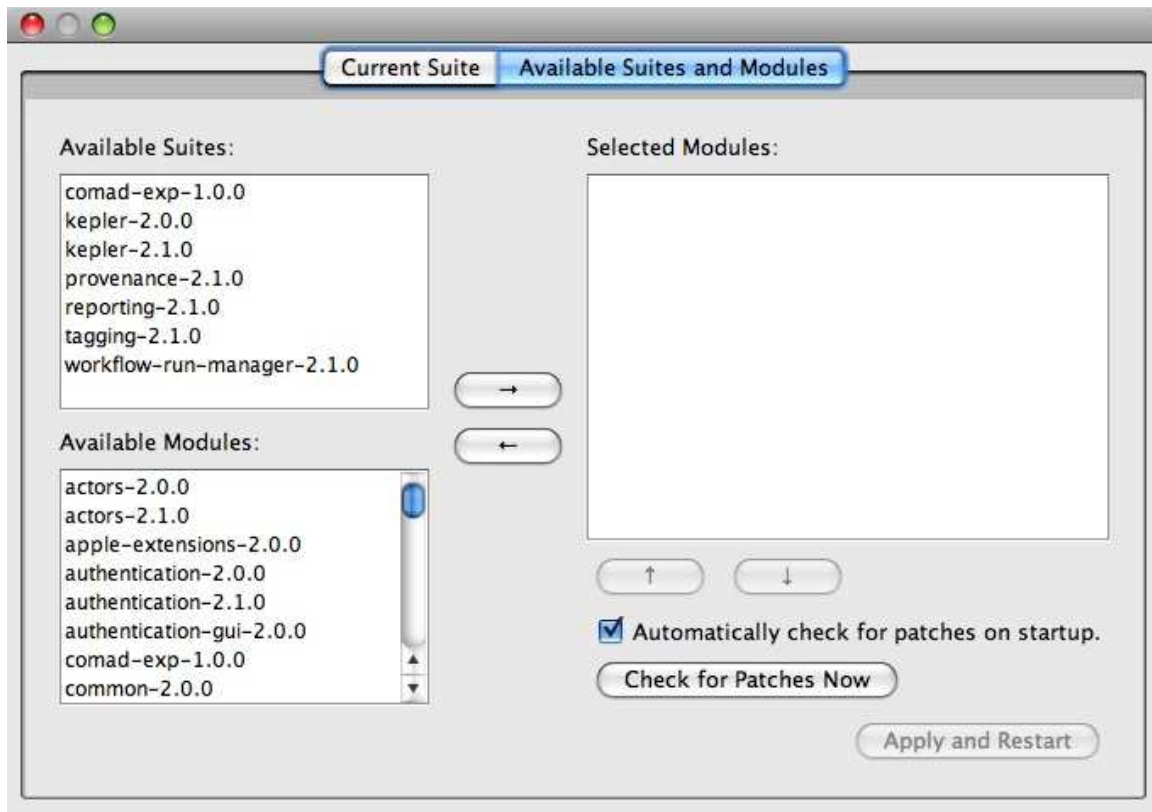 Current Suite
Available Suites and Modules
Available Suites:
comad-exp-1.0.0
kepler-2.0.0
kepler-2.1.0
provenance-2.1.0
reporting-2.1.0
tagging-2.1.0
workflow-run-manager-2.1.0
Available Modules:
actors-2.0.0
actors-2.1.0
apple-extensions-2.0.0
authentication-2.0.0
authentication-2.1.0
authentication-gui-2.0.0
comad-exp-1.0.0
common-2.0.0
→
←
Selected Modules:
↑
↓
Automatically check for patches on startup.
Check for Patches Now
Apply and Restart